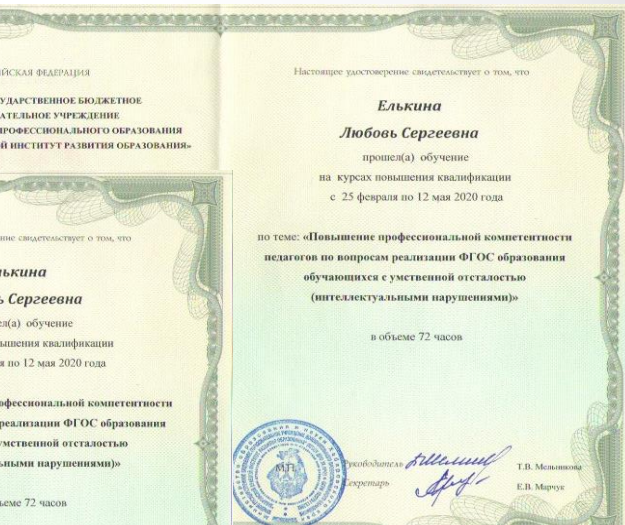 ЙСКАЯ ФЕДЕРАЦИЯ
УДАРСТВЕННОЕ БЮДЖЕТНОЕ
АТЕЛЬНОЕ УЧРЕЖДЕНИЕ
ПРОФЕССИОНАЛЬНОГО ОБРАЗОВАНИЯ
Й ИНСТИТУТ РАЗВИТИЯ ОБРАЗОВАНИЯ»
ние свидетельствует о том, что
лькина
ь Сергеевна
ел(а) обучение
вышения квалификации
я по 12 мая 2020 года
офессиональной компетентности
реализации ФГОС образования
умственной отсталостью
ьными нарушениями)»
ъеме 72 часов
Настоящее удостоверение свидетельствует о том, что
Елькина
Любовь Сергеевна
прошел(а) обучение
на курсах повышения квалификации
с 25 февраля по 12 мая 2020 года
по теме: «Повышение профессиональной компетентности
педагогов по вопросам реализации ФГОС образования
обучающихся с умственной отсталостью
(интеллектуальными нарушениями)»
в объеме 72 часов
М.П.
Руководитель
Т.В. Мельникова
Секретарь
Е.В. Марчук